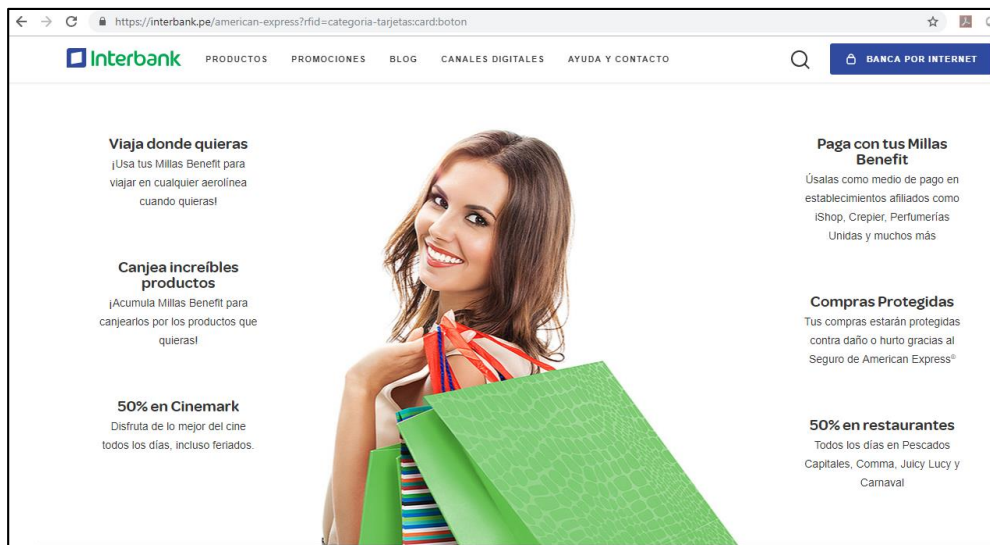 https://interbank.pe/american-express?rfid=categoria-tarjetas:card:boton
Interbank
PRODUCTOS
PROMOCIONES
BLOG
CANALES DIGITALES
AYUDA Y CONTACTO
BANCA POR INTERNET
Viaja donde quieras
¡Usa tus Millas Benefit para
viajar en cualquier aerolínea
cuando quieras!
Canjea increíbles
productos
¡Acumula Millas Benefit para
canjearlos por los productos que
quieras!
50% en Cinemark
Disfruta de lo mejor del cine
todos los días, incluso feriados.
Paga con tus Millas
Benefit
Úsalas como medio de pago en
establecimientos afiliados como
iShop, Crepier, Perfumerías
Unidas y muchos más
Compras Protegidas
Tus compras estarán protegidas
contra daño o hurto gracias al
Seguro de American Express®
50% en restaurantes
Todos los días en Pescados
Capitales, Comma, Juicy Lucy y
Carnaval